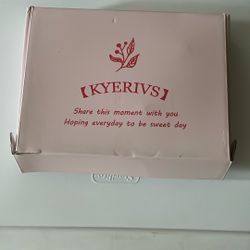 【KYERIVS】
Share this moment with you
Hoping everyday to be sweet day